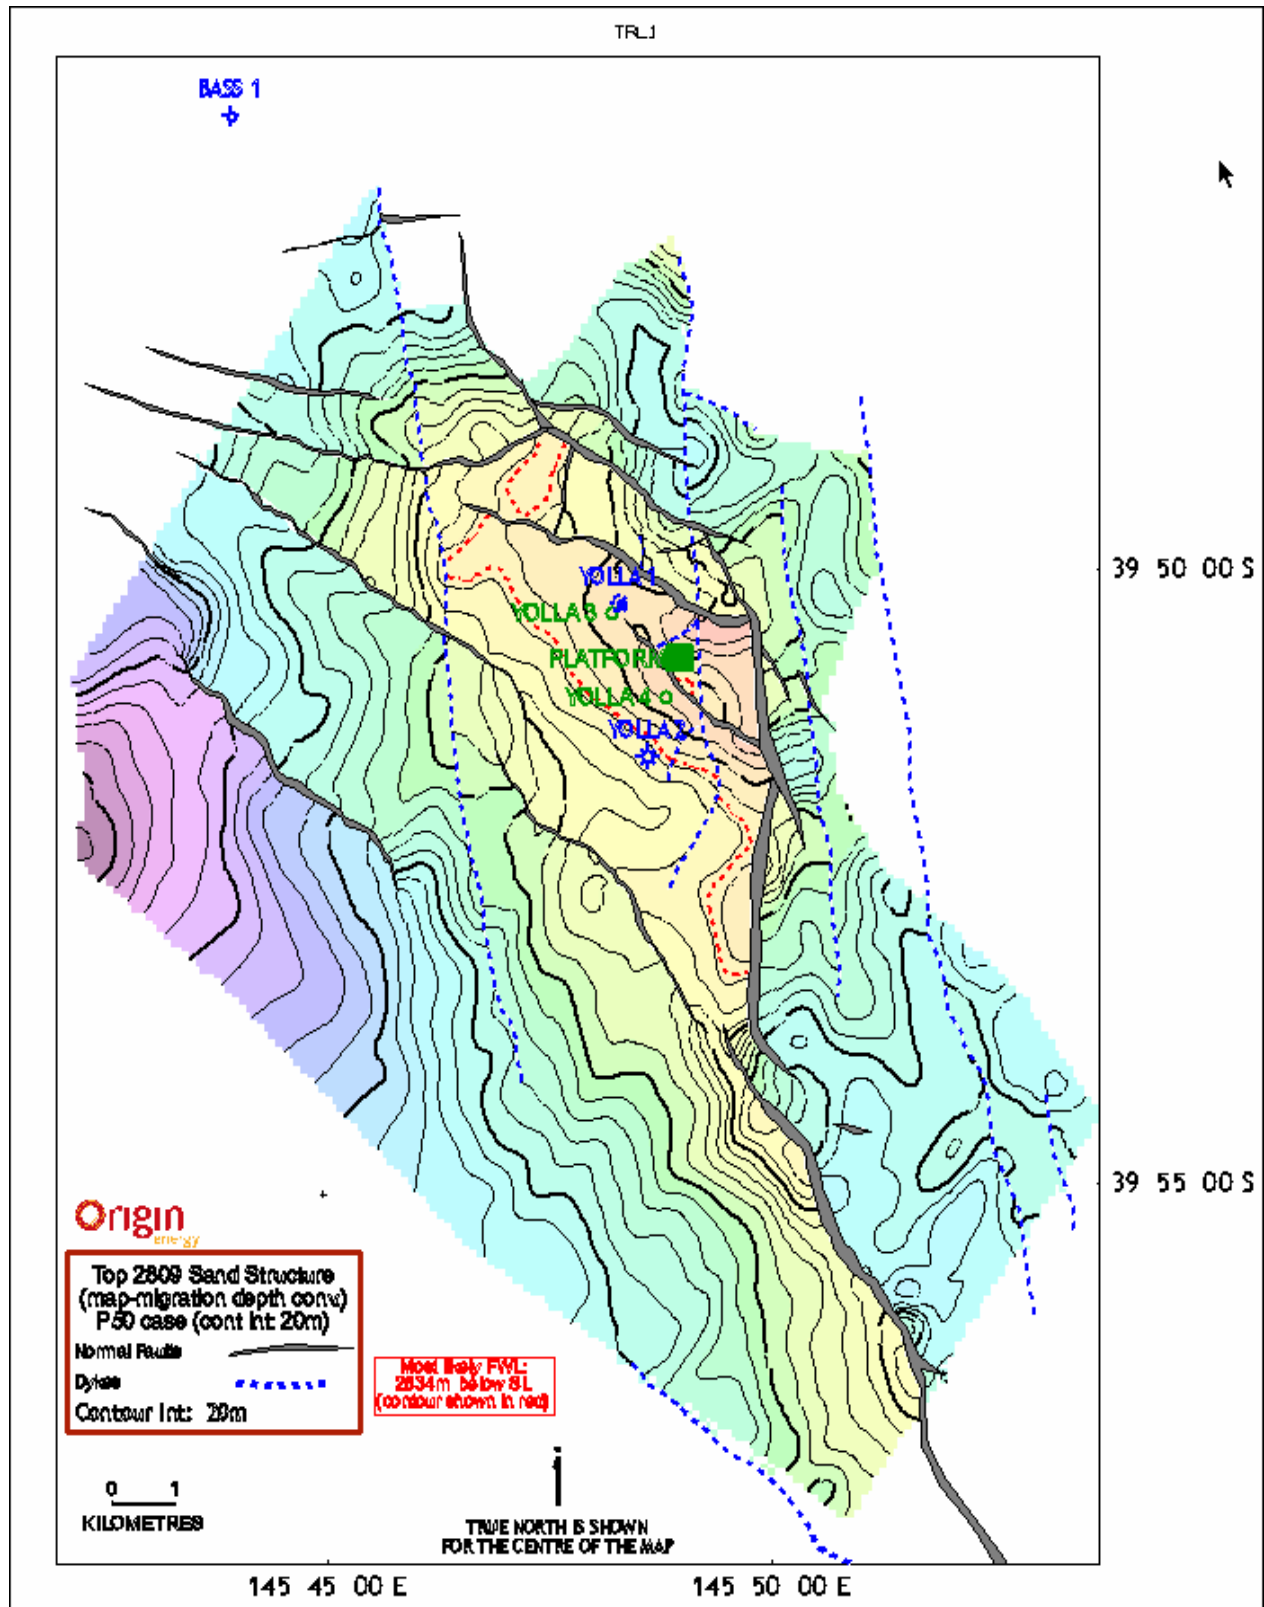 TRL1
BASS 1
39 50 00 S
YOLLA 1
YOLLA 3
PLATFORM
YOLLA 4
YOLLA 2
39 55 00 S
Origin
energy
Top 2809 Sand Structure
(map-migration depth conv)
P50 case (cont int: 20m)
Normal Faults
Dykes
Contour Int: 20m
Most likely FWL:
2834m below SL
(contour shown in red)
0 1
KILOMETRES
TRUE NORTH IS SHOWN
FOR THE CENTRE OF THE MAP
145 45 00 E
145 50 00 E